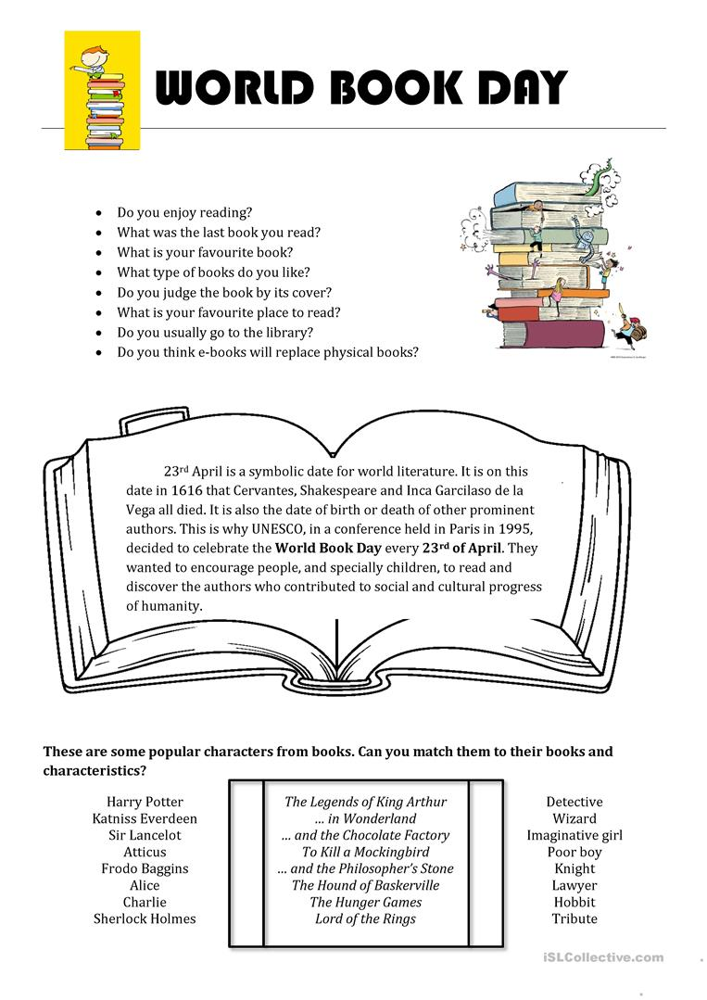 WORLD BOOK DAY
• Do you enjoy reading?
• What was the last book you read?
• What is your favourite book?
• What type of books do you like?
• Do you judge the book by its cover?
• What is your favourite place to read?
• Do you usually go to the library?
• Do you think e-books will replace physical books?
23rd April is a symbolic date for world literature. It is on this
date in 1616 that Cervantes, Shakespeare and Inca Garcilaso de la
Vega all died. It is also the date of birth or death of other prominent
authors. This is why UNESCO, in a conference held in Paris in 1995,
decided to celebrate the World Book Day every 23rd of April. They
wanted to encourage people, and specially children, to read and
discover the authors who contributed to social and cultural progress
of humanity.
These are some popular characters from books. Can you match them to their books and
characteristics?
Harry Potter The Legends of King Arthur Detective
Katniss Everdeen … in Wonderland Wizard
Sir Lancelot … and the Chocolate Factory Imaginative girl
Atticus To Kill a Mockingbird Poor boy
Frodo Baggins … and the Philosopher's Stone Knight
Alice The Hound of Baskerville Lawyer
Charlie The Hunger Games Hobbit
Sherlock Holmes Lord of the Rings Tribute
iSLCollective.com